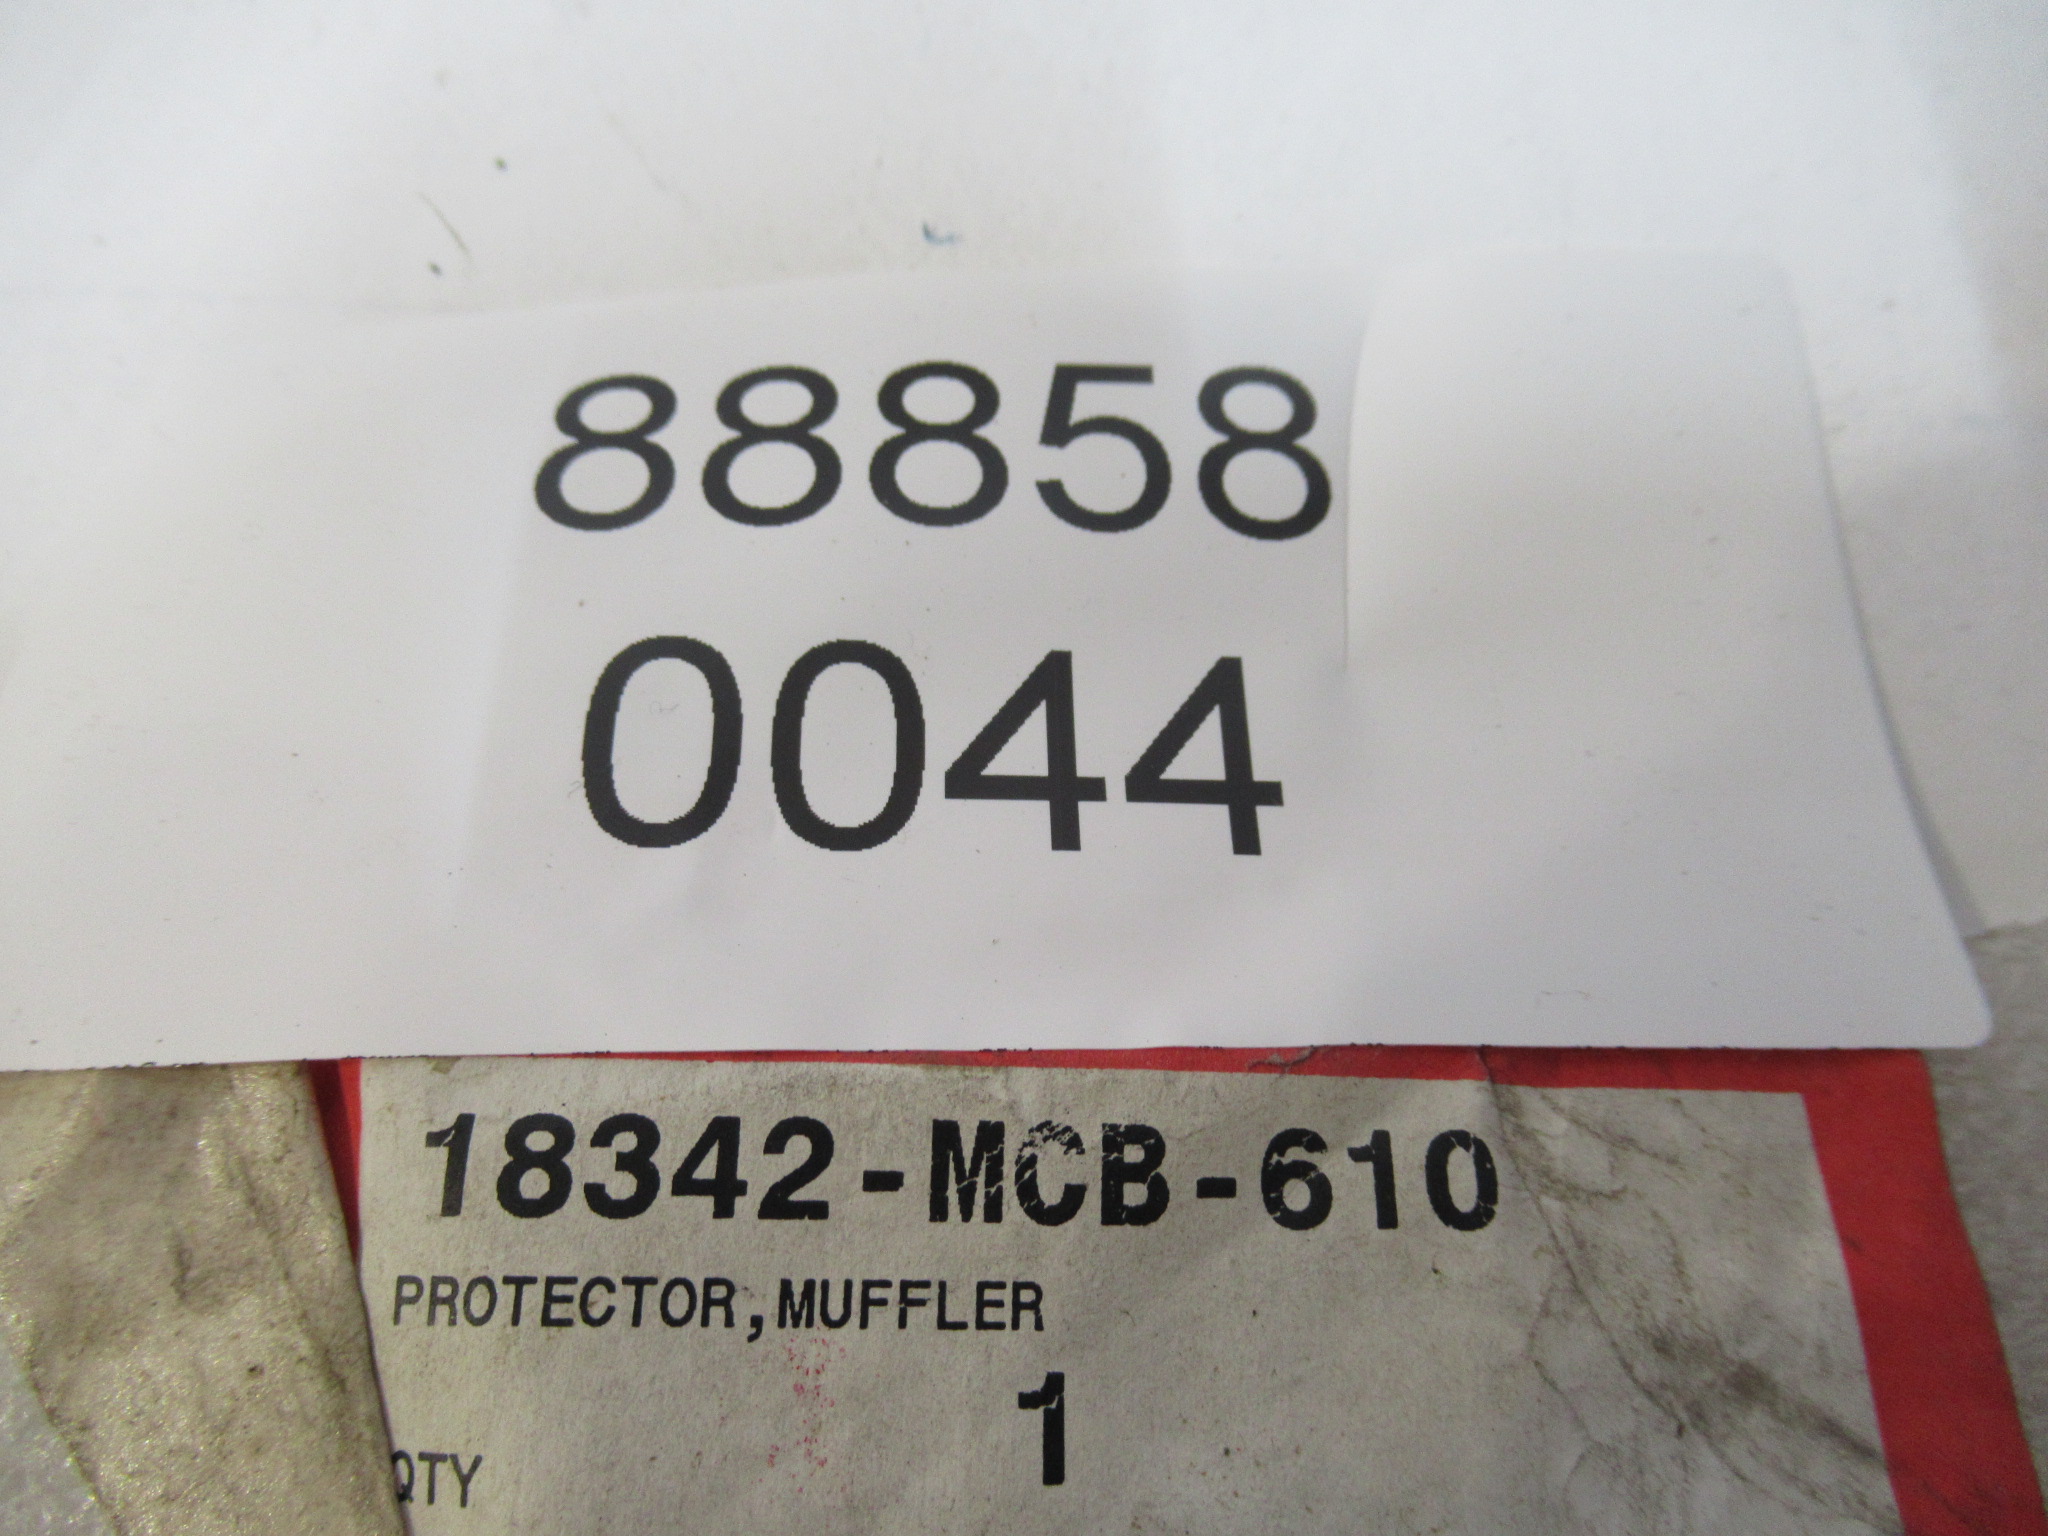 88858
0044
18342-MCB-610
PROTECTOR,MUFFLER
1
QTY